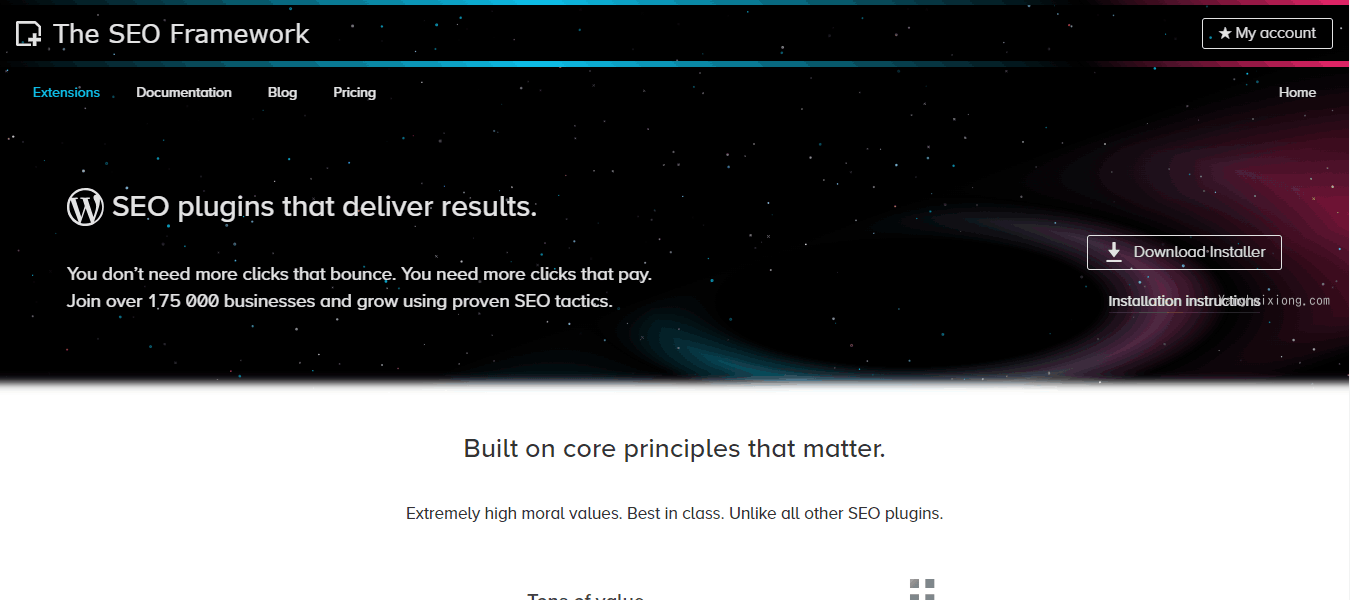 The SEO Framework
★ My account
Extensions Documentation Blog Pricing Home
SEO plugins that deliver results.
Download Installer
You don’t need more clicks that bounce. You need more clicks that pay.
Join over 175 000 businesses and grow using proven SEO tactics.
Installation instructions
Built on core principles that matter.
Extremely high moral values. Best in class. Unlike all other SEO plugins.
Tons of value